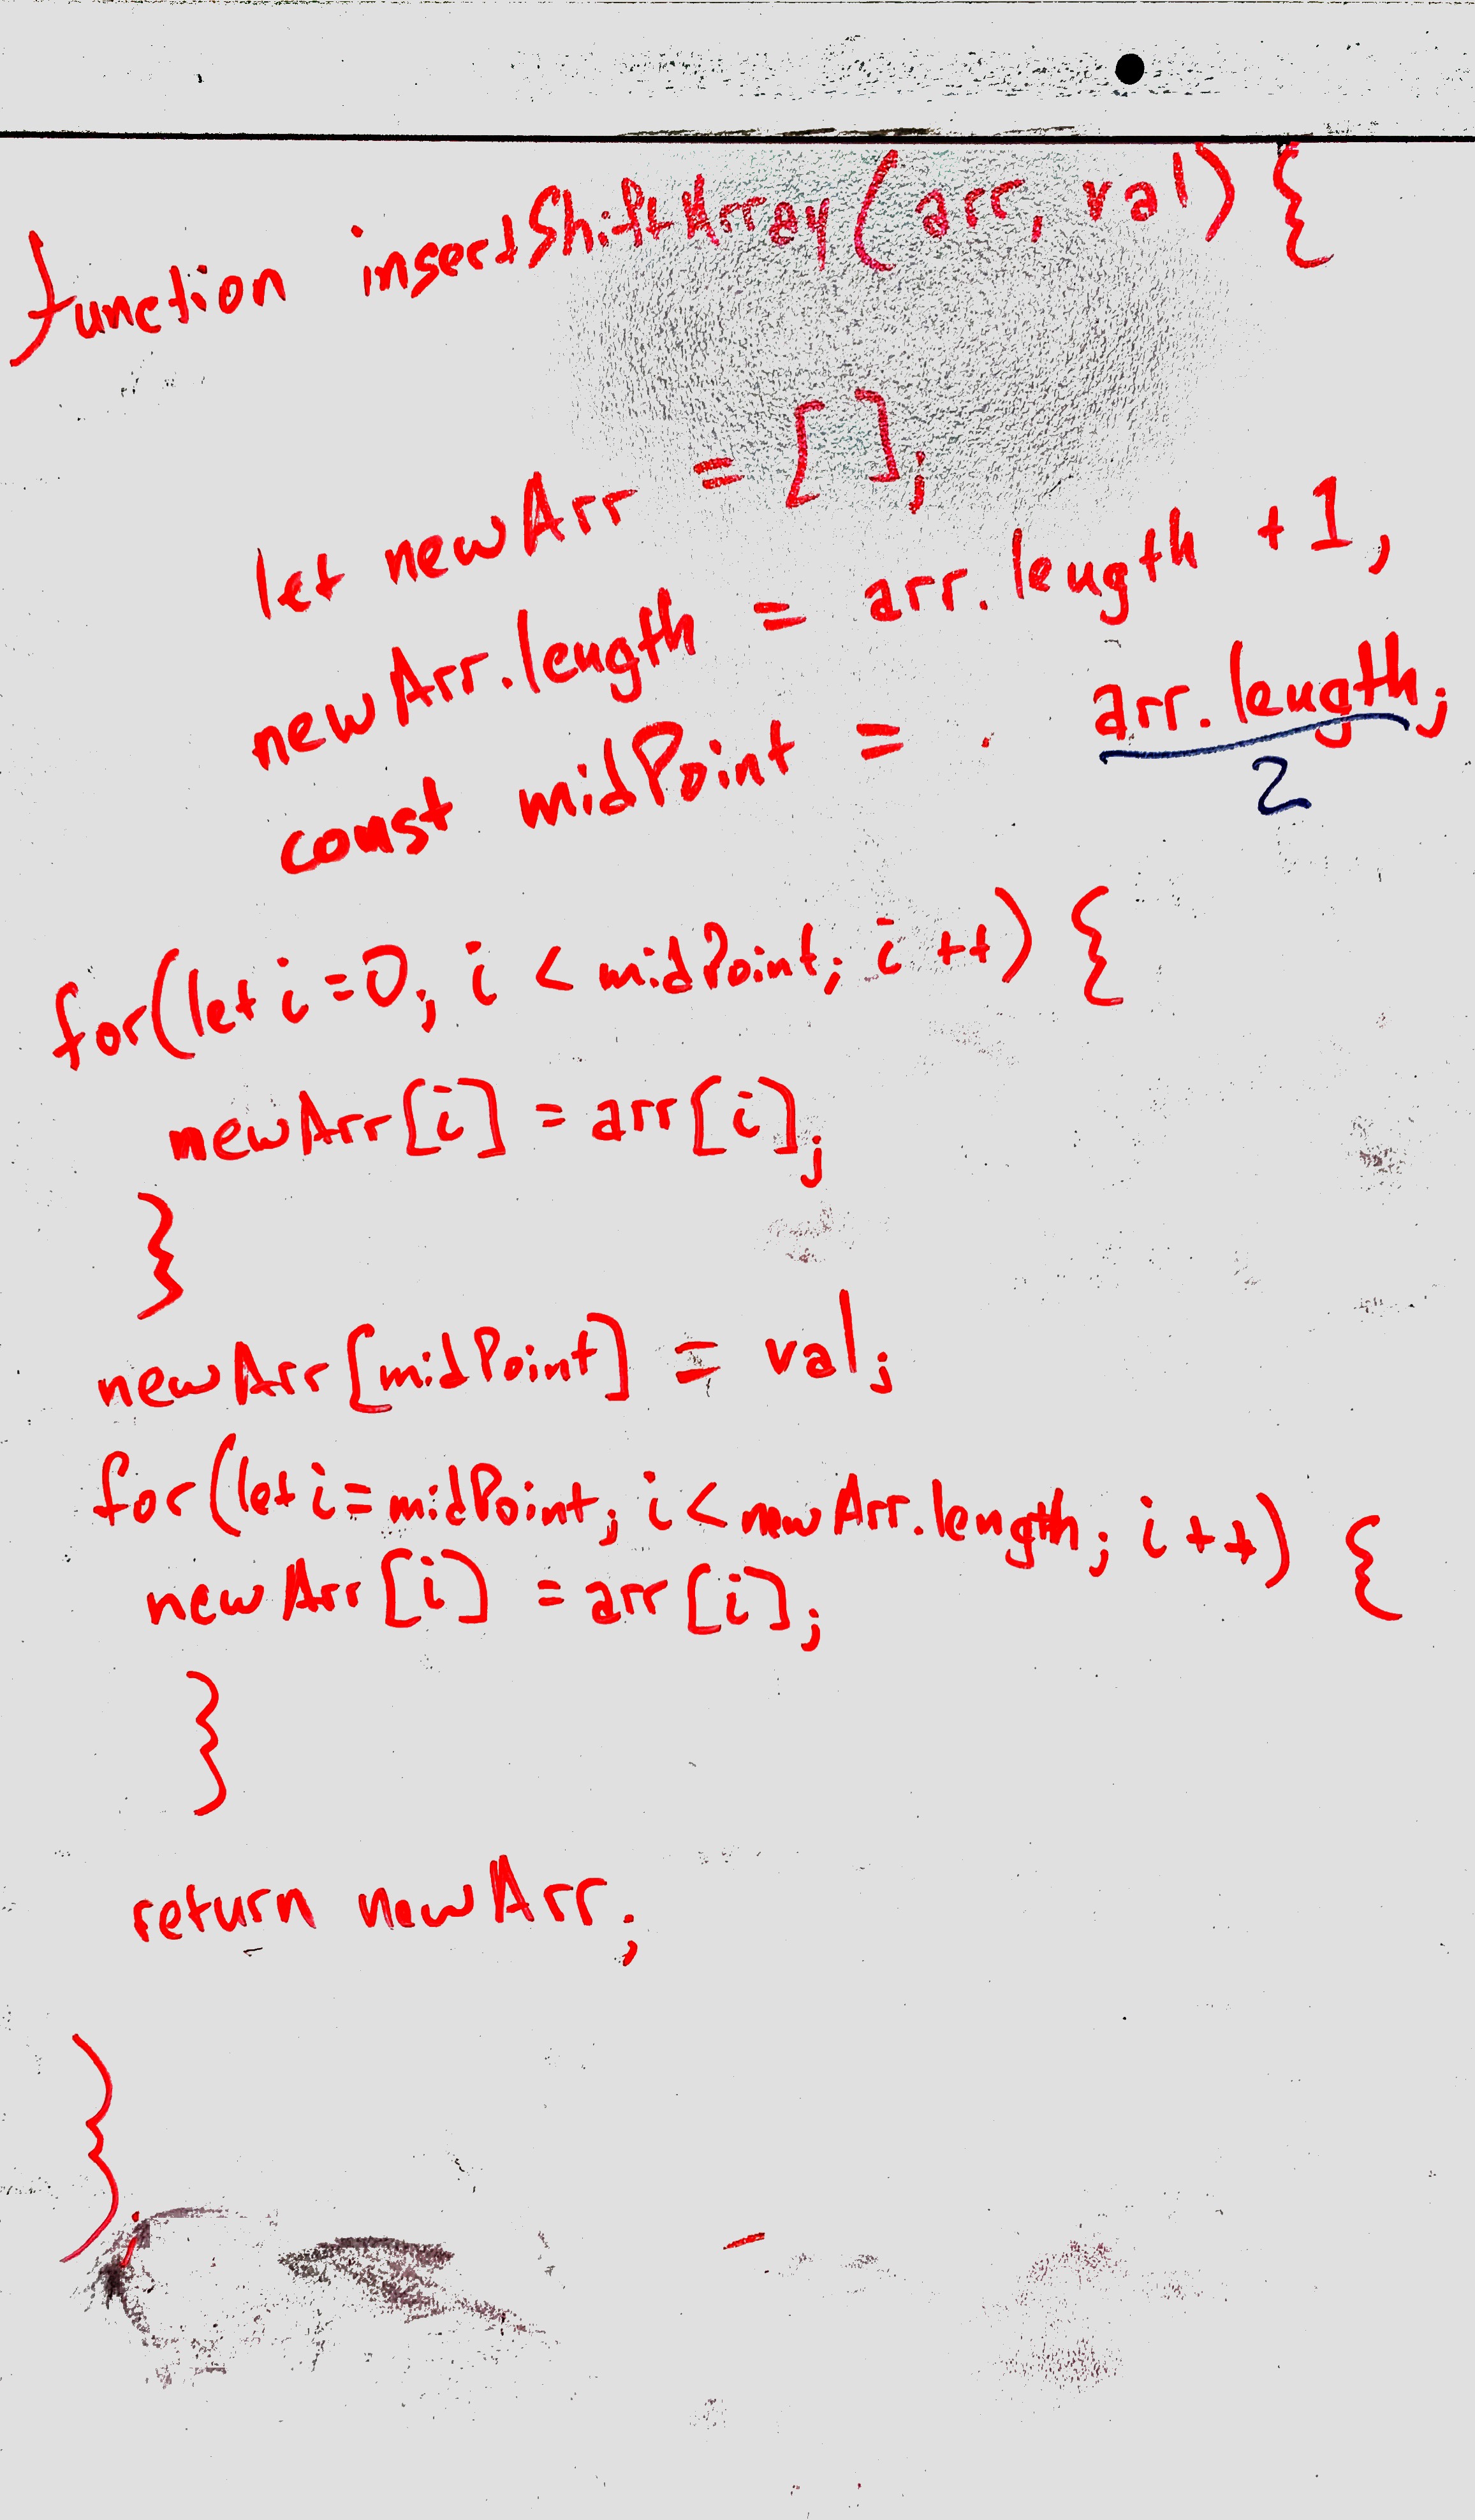 function insertShiftArray(arr, val) {
let newArr = [];
newArr.length = arr.length +1,
const midPoint = arr.length;
2
for(let i=0; i < midPoint; i++) {
newArr[i] = arr[i];
}
newArr[midPoint] = val;
for(let i=midPoint; i<newArr.length; i++) {
newArr[i] = arr[i];
}
return newArr;
};